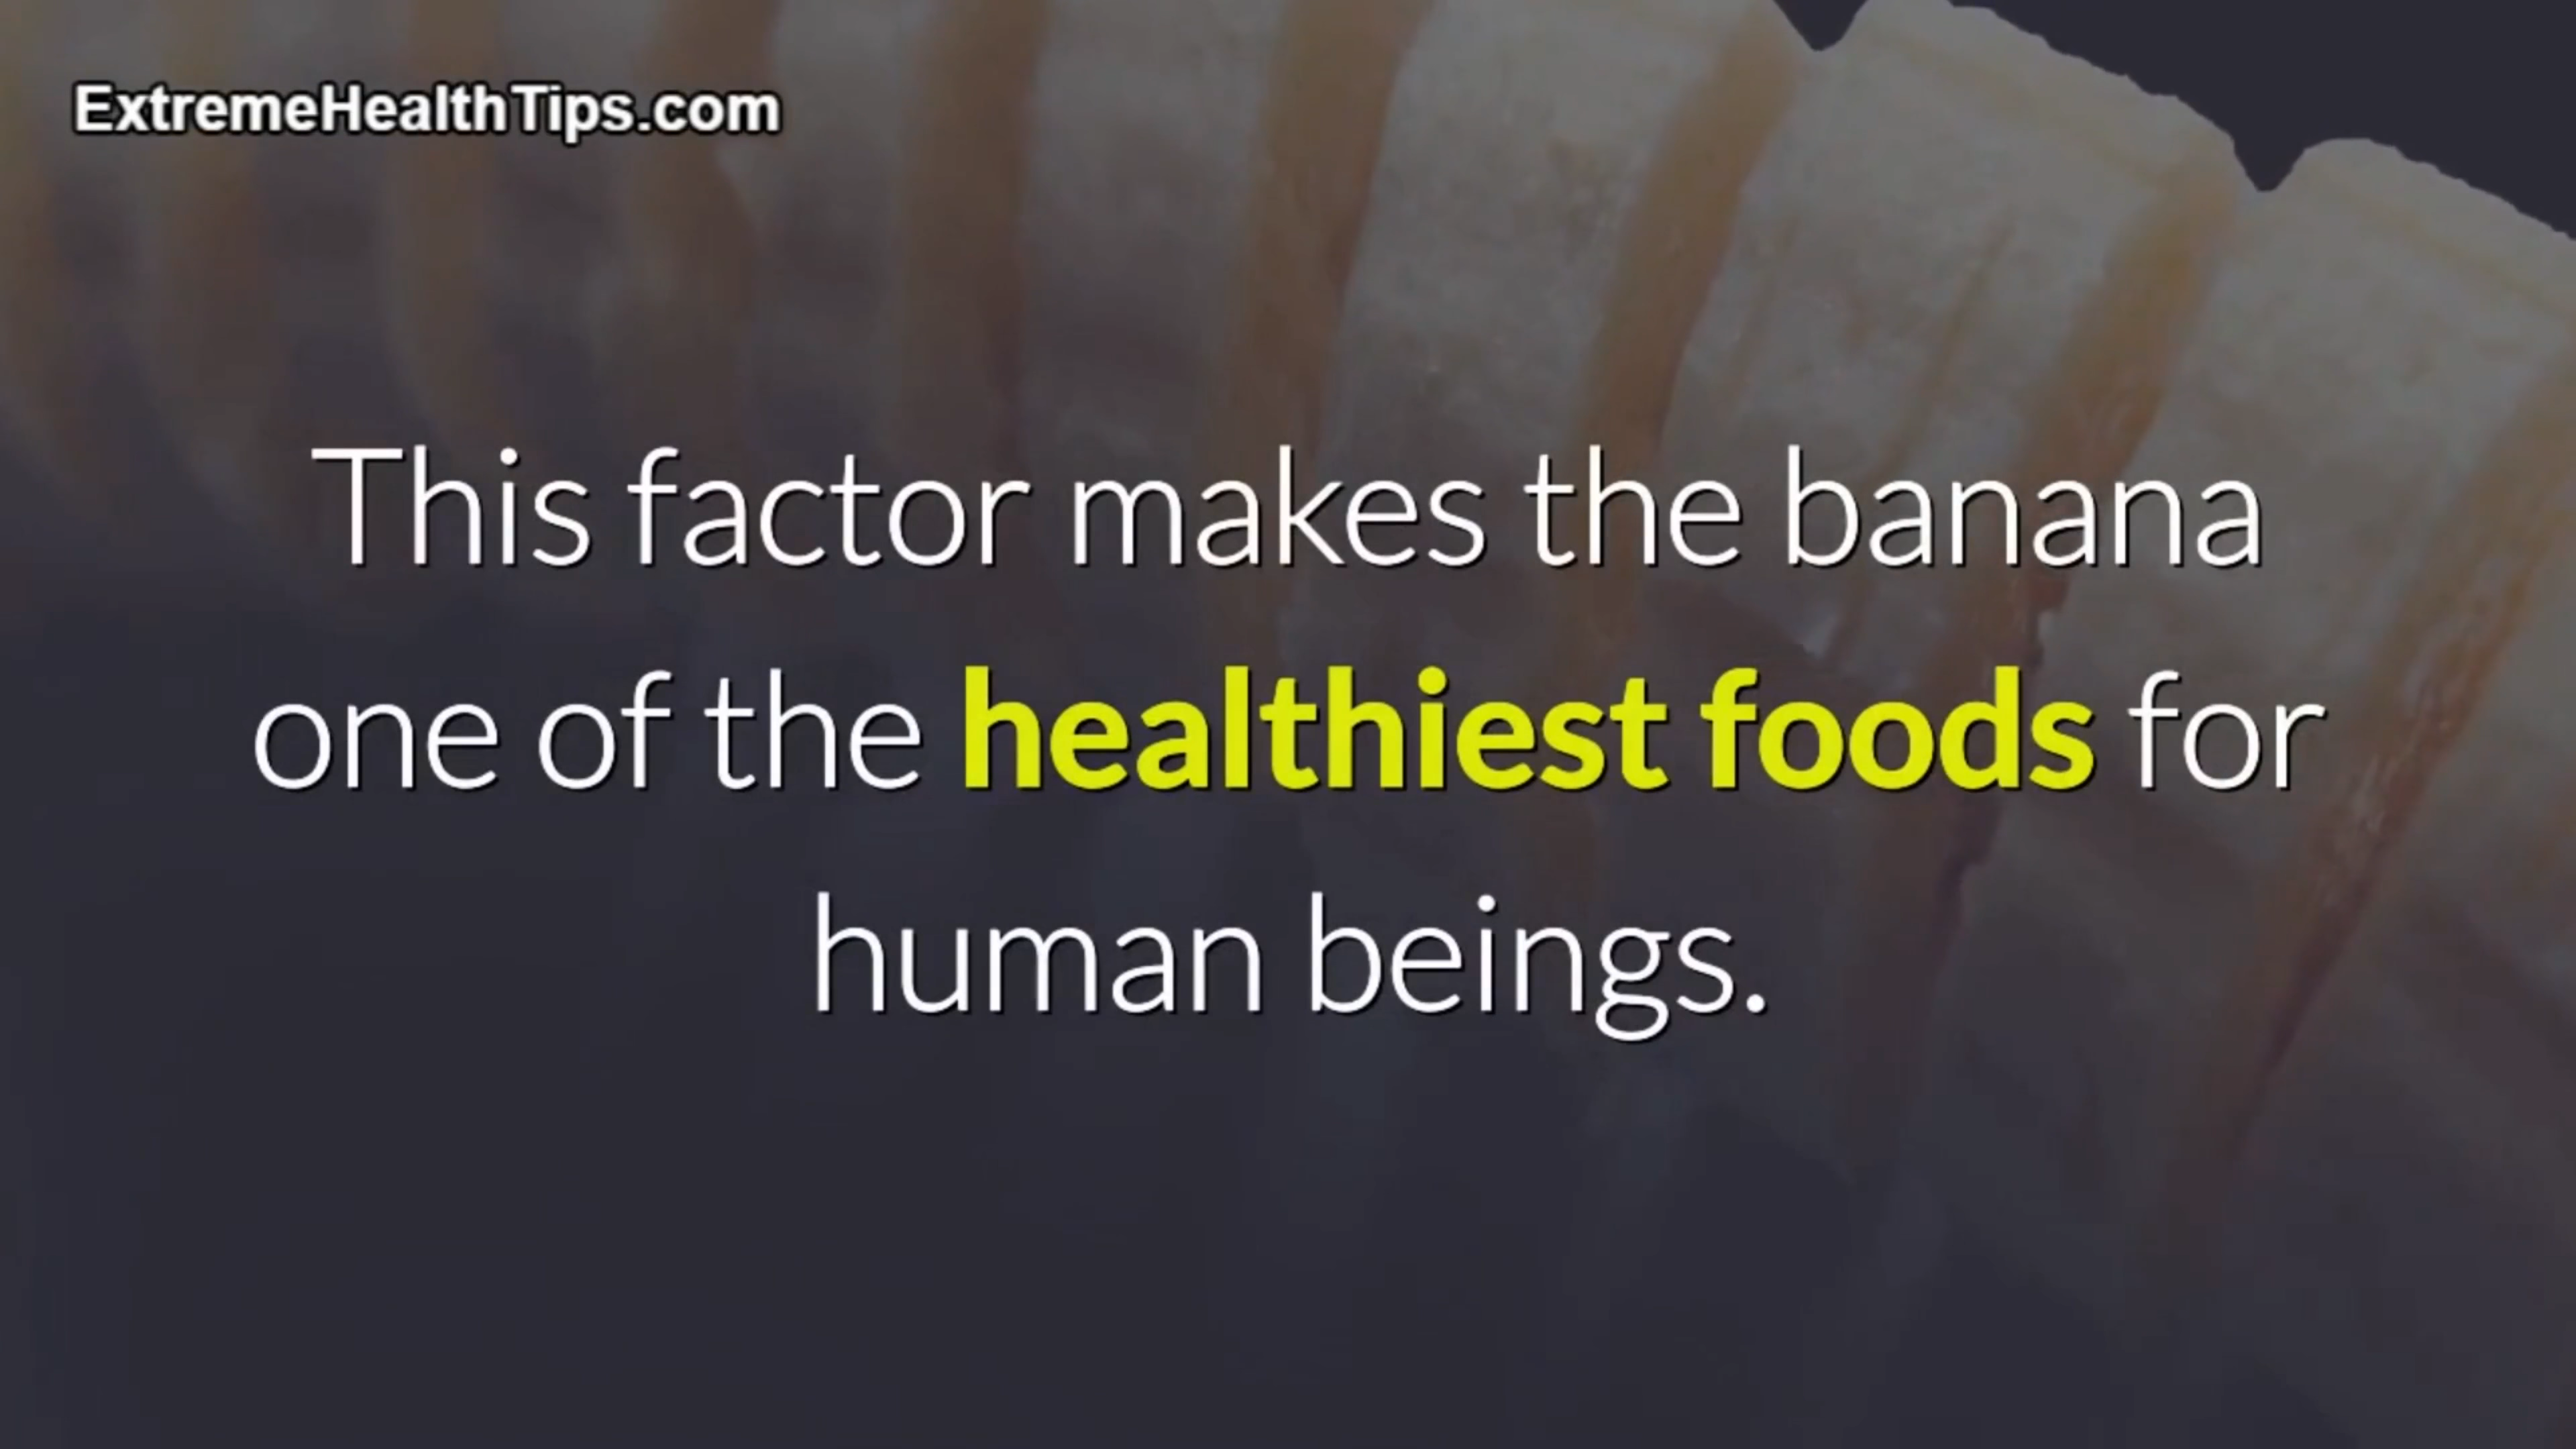 ExtremeHealthTips.com
This factor makes the banana
one of the healthiest foods for
human beings.